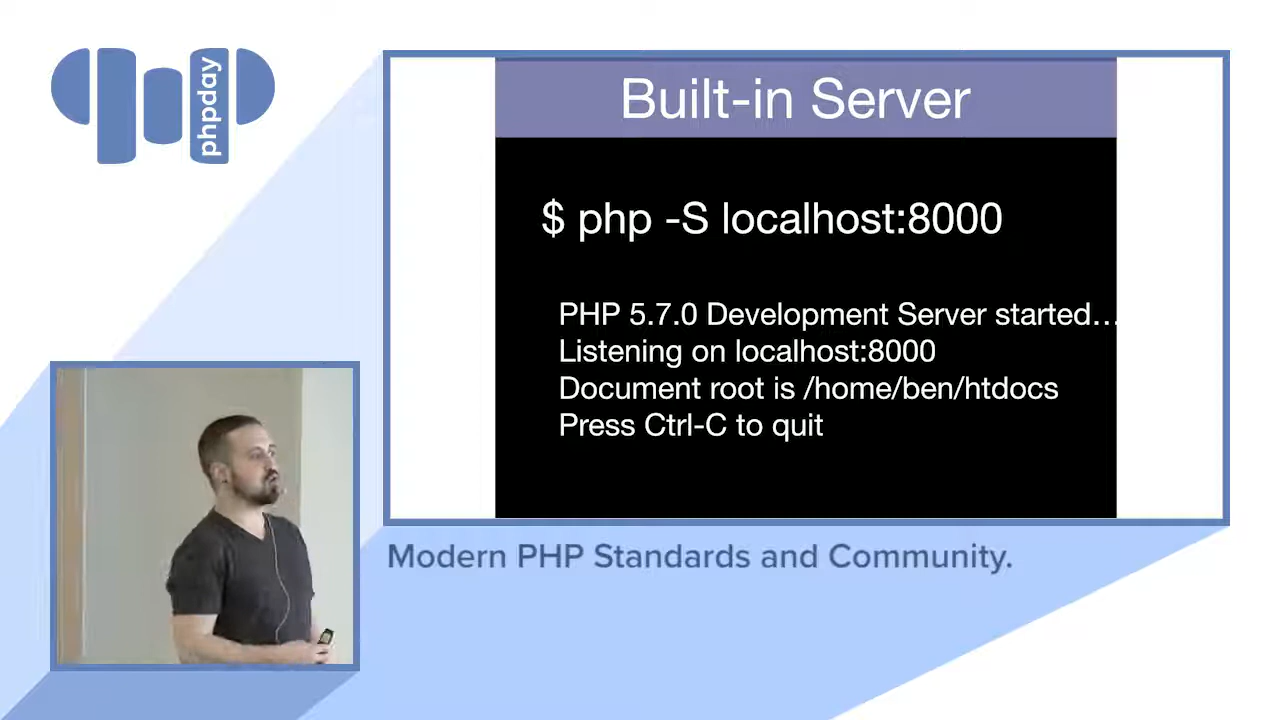 phpday
Built-in Server
$ php -S localhost:8000
PHP 5.7.0 Development Server started…
Listening on localhost:8000
Document root is /home/ben/htdocs
Press Ctrl-C to quit
Modern PHP Standards and Community.